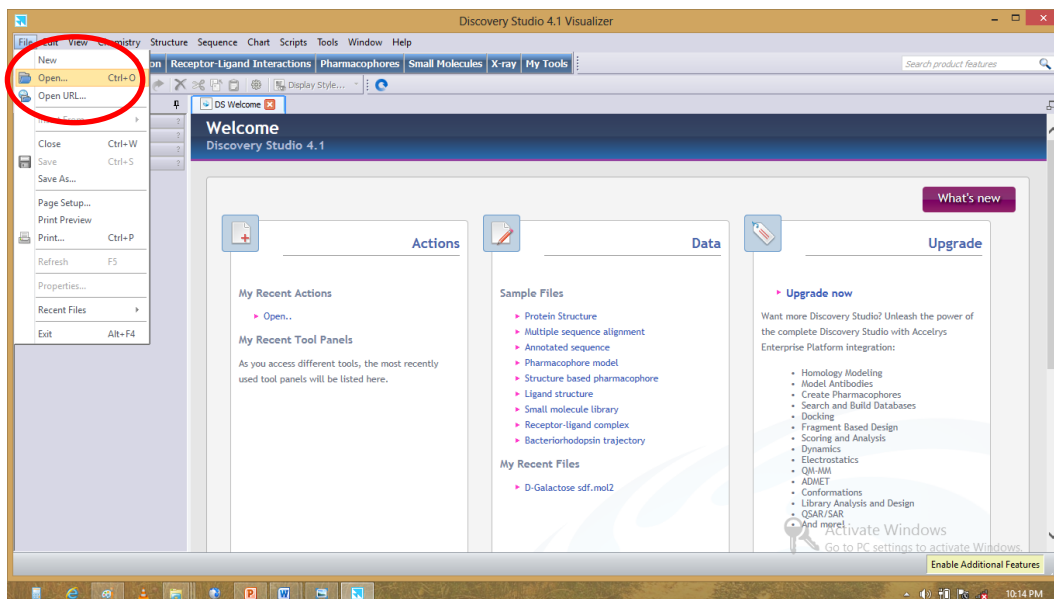 Discovery Studio 4.1 Visualizer
File Edit View Chemistry Structure Sequence Chart Scripts Tools Window Help
on Receptor-Ligand Interactions Pharmacophores Small Molecules X-ray My Tools
Search product features
Display Style...
New
Open... Ctrl+O
Open URL...
Insert From
Close Ctrl+W
Save Ctrl+S
Save As...
Page Setup...
Print Preview
Print... Ctrl+P
Refresh F5
Properties...
Recent Files
Exit Alt+F4
DS Welcome
Welcome
Discovery Studio 4.1
What's new
Actions
My Recent Actions
Open..
My Recent Tool Panels
As you access different tools, the most recently
used tool panels will be listed here.
Data
Sample Files
Protein Structure
Multiple sequence alignment
Annotated sequence
Pharmacophore model
Structure based pharmacophore
Ligand structure
Small molecule library
Receptor-ligand complex
Bacteriorhodopsin trajectory
My Recent Files
D-Galactose sdf.mol2
Upgrade
Upgrade now
Want more Discovery Studio? Unleash the power of
the complete Discovery Studio with Accelrys
Enterprise Platform integration:
Homology Modeling
Model Antibodies
Create Pharmacophores
Search and Build Databases
Docking
Fragment Based Design
Scoring and Analysis
Dynamics
Electrostatics
QM-MM
ADMET
Conformations
Library Analysis and Design
QSAR/SAR
And more!
Activate Windows
Go to PC settings to activate Windows.
Enable Additional Features
10:14 PM